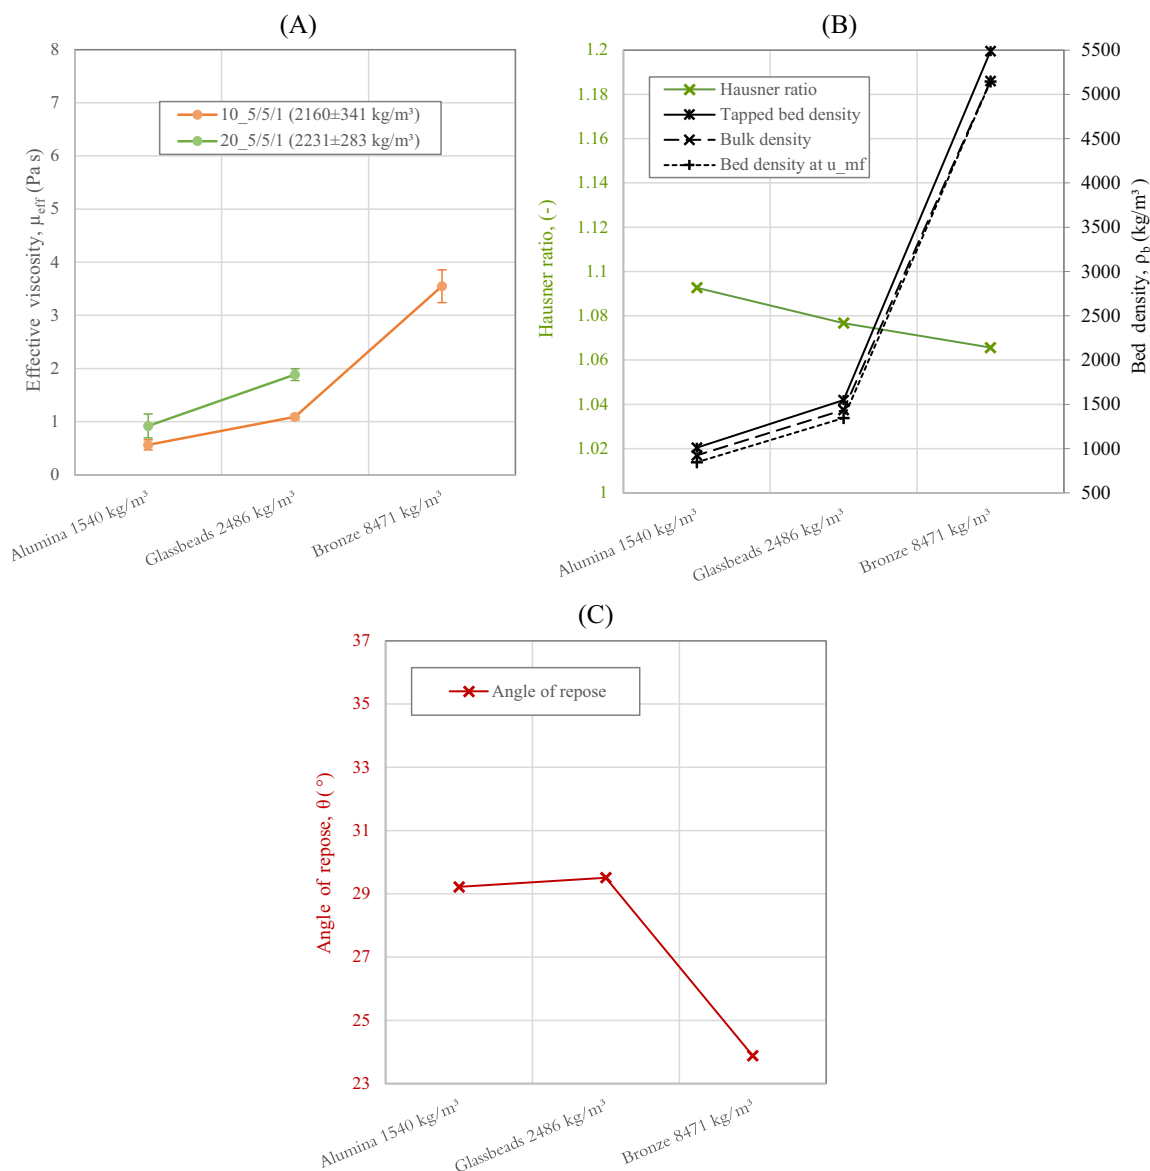 (A)
8
7
6
5
4
3
2
1
0
Effective viscosity, μeff (Pa s)
10_5/5/1 (2160±341 kg/m³)
20_5/5/1 (2231±283 kg/m³)
Alumina 1540 kg/m³
Glassbeads 2486 kg/m³
Bronze 8471 kg/m³
(B)
1.2
1.18
1.16
1.14
1.12
1.1
1.08
1.06
1.04
1.02
1
Hausner ratio, (-)
Hausner ratio
Tapped bed density
Bulk density
Bed density at u_mf
5500
5000
4500
4000
3500
3000
2500
2000
1500
1000
500
Bed density, ρb (kg/m³ )
Alumina 1540 kg/m³
Glassbeads 2486 kg/m³
Bronze 8471 kg/m³
(C)
37
35
33
31
29
27
25
23
Angle of repose, θ ( °)
Angle of repose
Alumina 1540 kg/m³
Glassbeads 2486 kg/m³
Bronze 8471 kg/m³